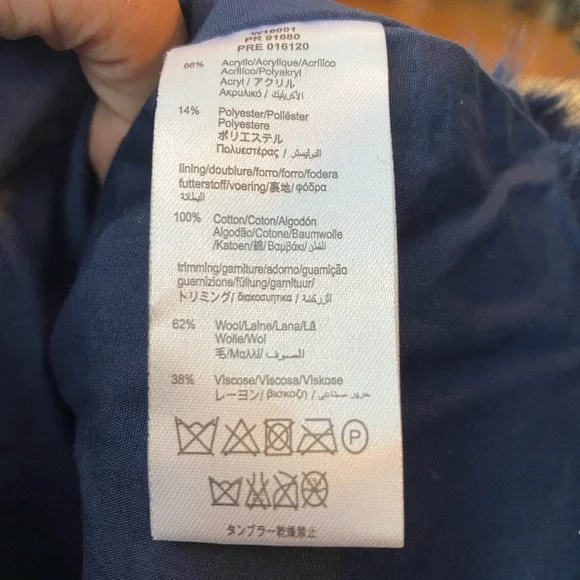 W16001
PR 91680
PRE 016120
86% Acrylic/Acrylique/Acrílico
Acrilico/Polyakryl
Acryl / アクリル
Ακρυλικό / الأكريليك
14% Polyester/Poliéster
Polyestere
ポリエステル
Πολυεστέρας / البوليستر
lining/doublure/forro/forro/fodera
futterstoff/voering/裏地/ φόδρα
البطانة
100% Cotton/Coton/Algodón
Algodão/Cotone/Baumwolle
/Katoen/綿/ Βαμβάκι/ القطن
trimming/garniture/adorno/guarnição
guarnizione/füllung/garnituur/
トリミング/ διακοσμητικα / الزركشة
62% Wool/Laine/Lana/Lã
Wolle/Wol
毛/Μαλλί/ الصوف
38% Viscose/Viscosa/Viskose
レーヨン/ βισκοζη / حرير صناعي
P
タンブラー乾燥禁止